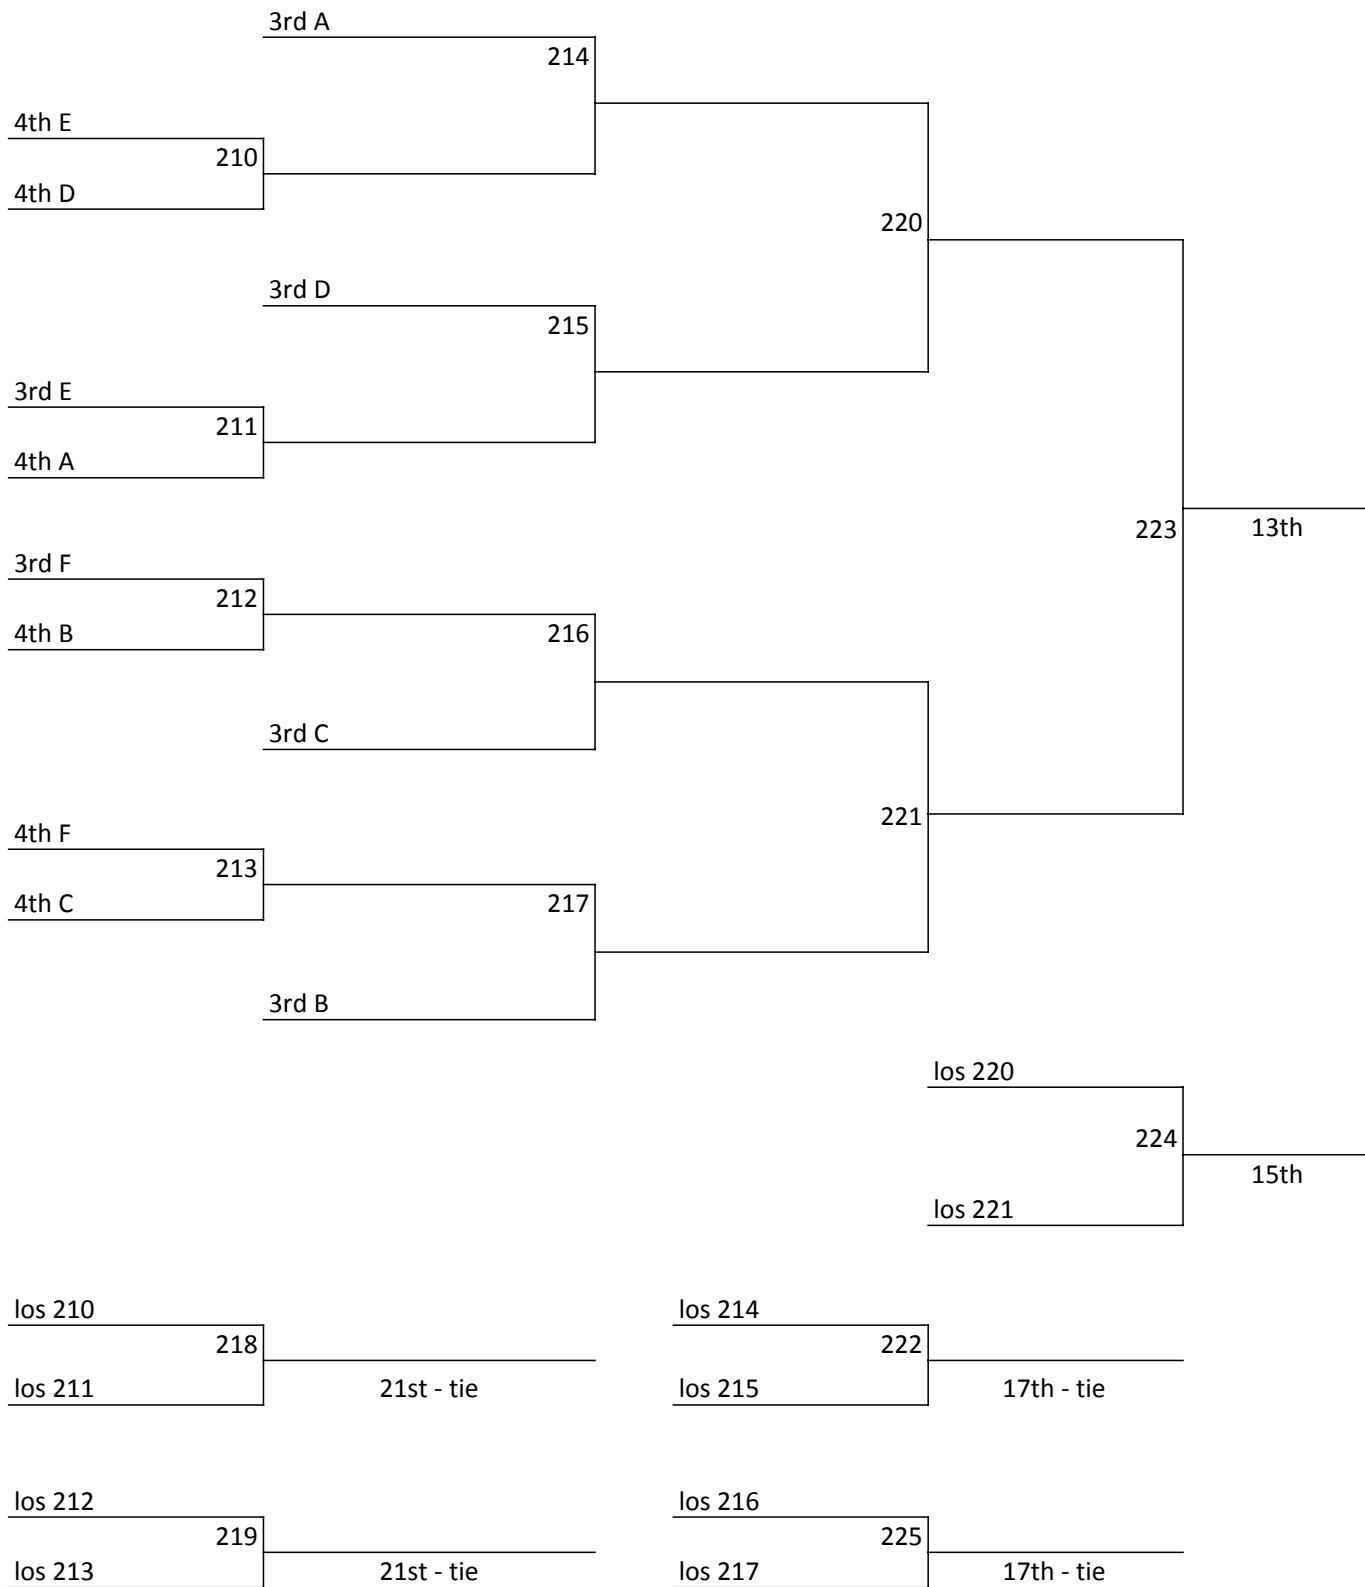 3rd A
214
4th E
210
4th D
220
3rd D
215
3rd E
211
4th A
223
13th
3rd F
212
4th B
216
3rd C
221
4th F
213
4th C
217
3rd B
los 220
224
15th
los 221
los 210
218
los 211
21st - tie
los 214
222
los 215
17th - tie
los 212
219
los 213
21st - tie
los 216
225
los 217
17th - tie